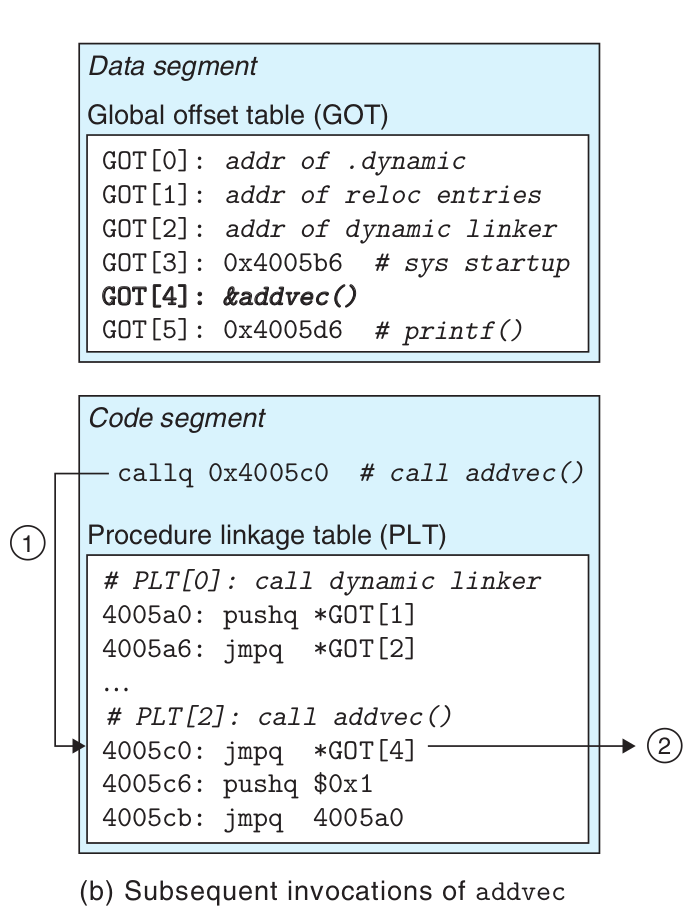 Data segment
Global offset table (GOT)
GOT[0]: addr of .dynamic
GOT[1]: addr of reloc entries
GOT[2]: addr of dynamic linker
GOT[3]: 0x4005b6 # sys startup
GOT[4]: &addvec()
GOT[5]: 0x4005d6 # printf()
Code segment
callq 0x4005c0 # call addvec()
1
Procedure linkage table (PLT)
# PLT[0]: call dynamic linker
4005a0: pushq *GOT[1]
4005a6: jmpq *GOT[2]
...
# PLT[2]: call addvec()
4005c0: jmpq *GOT[4]
2
4005c6: pushq $0x1
4005cb: jmpq 4005a0
(b) Subsequent invocations of addvec